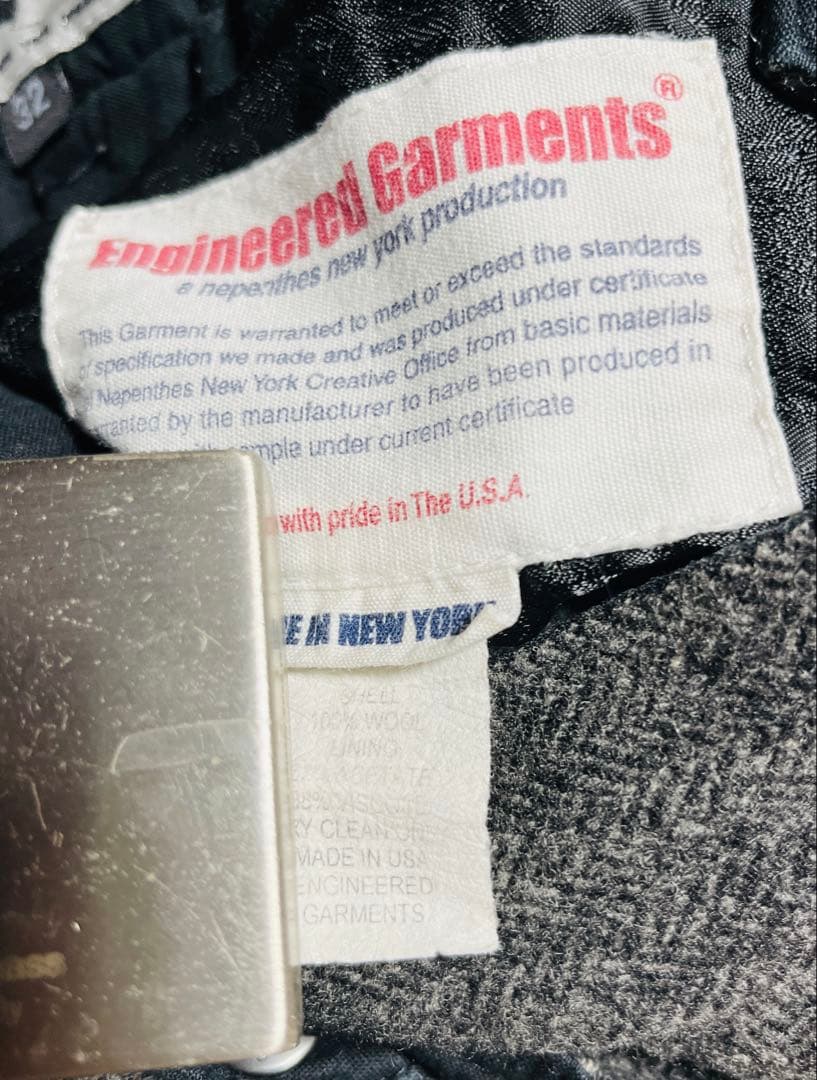 32
Engineered Garments ®
a nepenthes new york production
This Garment is warranted to meet or exceed the standards
of specification we made and was produced under certificate
Nepenthes New York Creative Office from basic materials
by the manufacturer to have been produced in
under current certificate
with pride in The U.S.A.
IN NEW YORK
SHELL
100% WOOL
LINING
CLEAN
MADE IN USA
ENGINEERED
GARMENTS